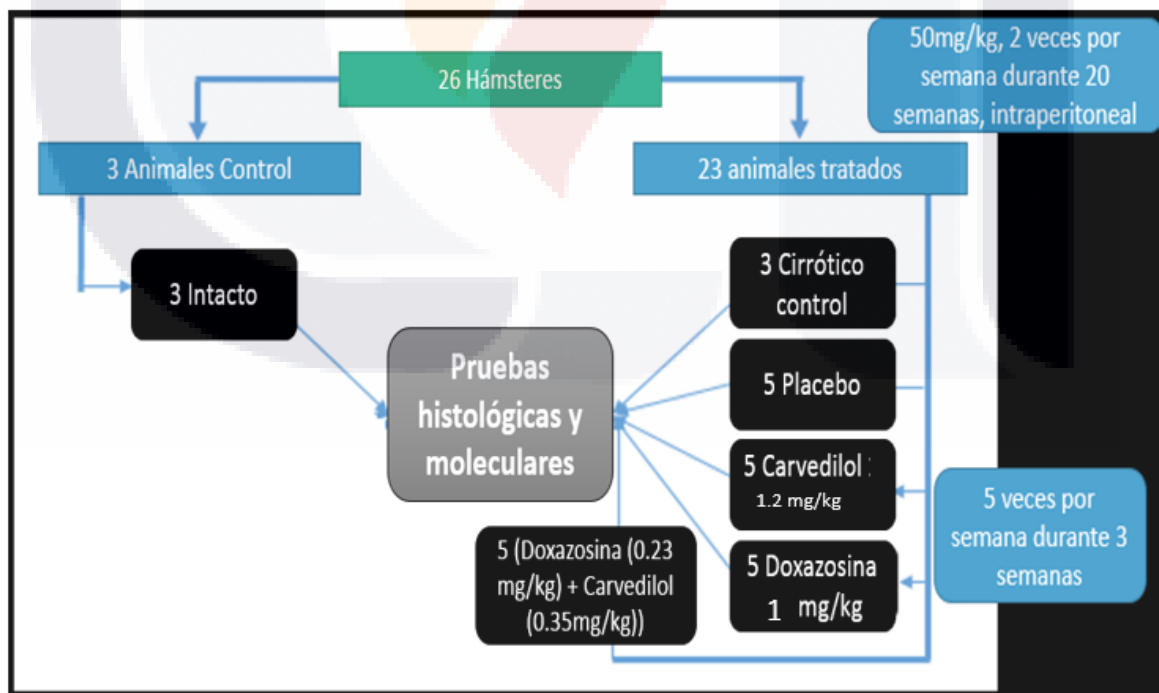 26 Hámsteres
50mg/kg, 2 veces por
semana durante 20
semanas, intraperitoneal
3 Animales Control
23 animales tratados
3 Intacto
3 Cirrótico
control
Pruebas
histológicas y
moleculares
5 Placebo
5 Carvedilol :
1.2 mg/kg
5 veces por
semana durante 3
semanas
5 (Doxazosina (0.23
mg/kg) + Carvedilol
(0.35mg/kg))
5 Doxazosina
1 mg/kg